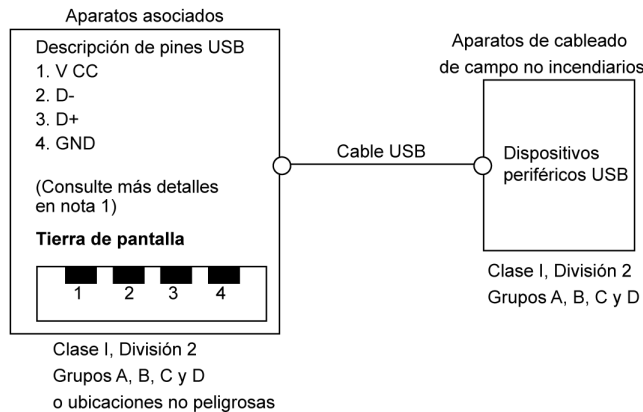 Aparatos asociados
Descripción de pines USB
1. V CC
2. D-
3. D+
4. GND
(Consulte más detalles
en nota 1)
Tierra de pantalla
1 2 3 4
Clase I, División 2
Grupos A, B, C y D
o ubicaciones no peligrosas
Cable USB
Aparatos de cableado
de campo no incendiarios
Dispositivos
periféricos USB
Clase I, División 2
Grupos A, B, C y D